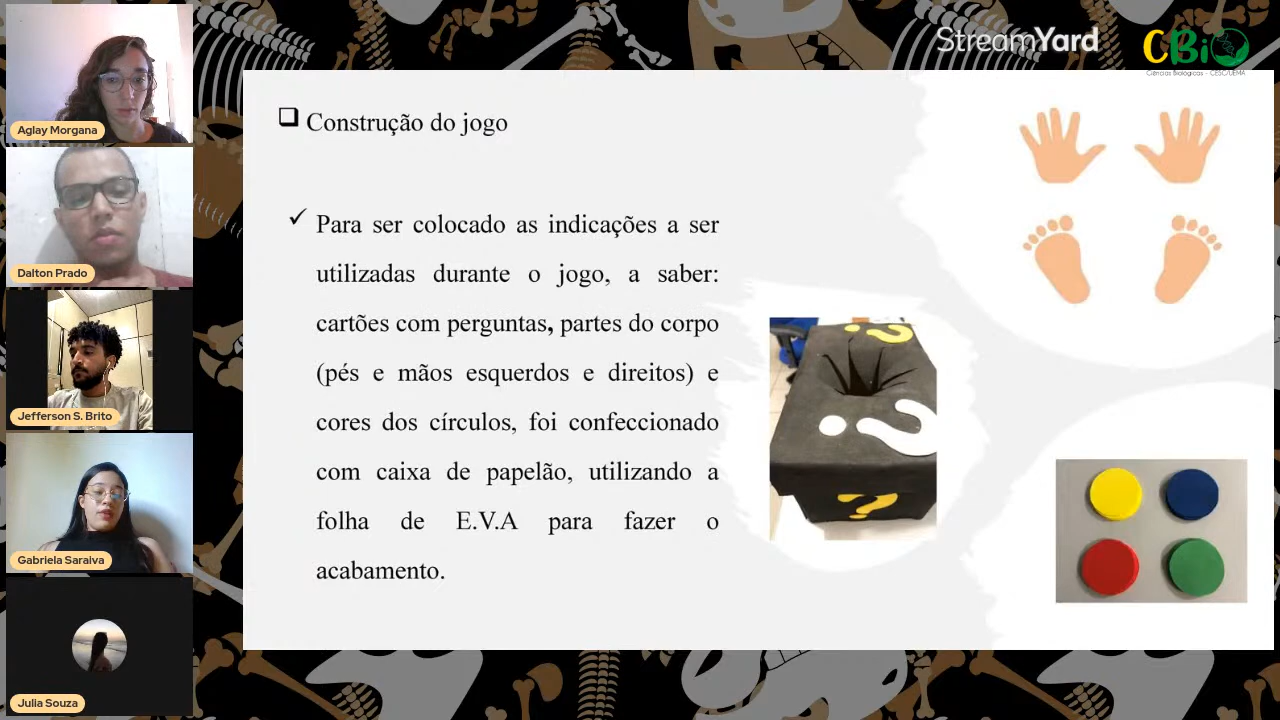 StreamYard
CBiO
Ciências Biológicas - CESC/UEMA
Aglay Morgana
Dalton Prado
Jefferson S. Brito
Gabriela Saraiva
Julia Souza
Construção do jogo
Para ser colocado as indicações a ser
utilizadas durante o jogo, a saber:
cartões com perguntas, partes do corpo
(pés e mãos esquerdos e direitos) e
cores dos círculos, foi confeccionado
com caixa de papelão, utilizando a
folha de E.V.A para fazer o
acabamento.
?
?
?